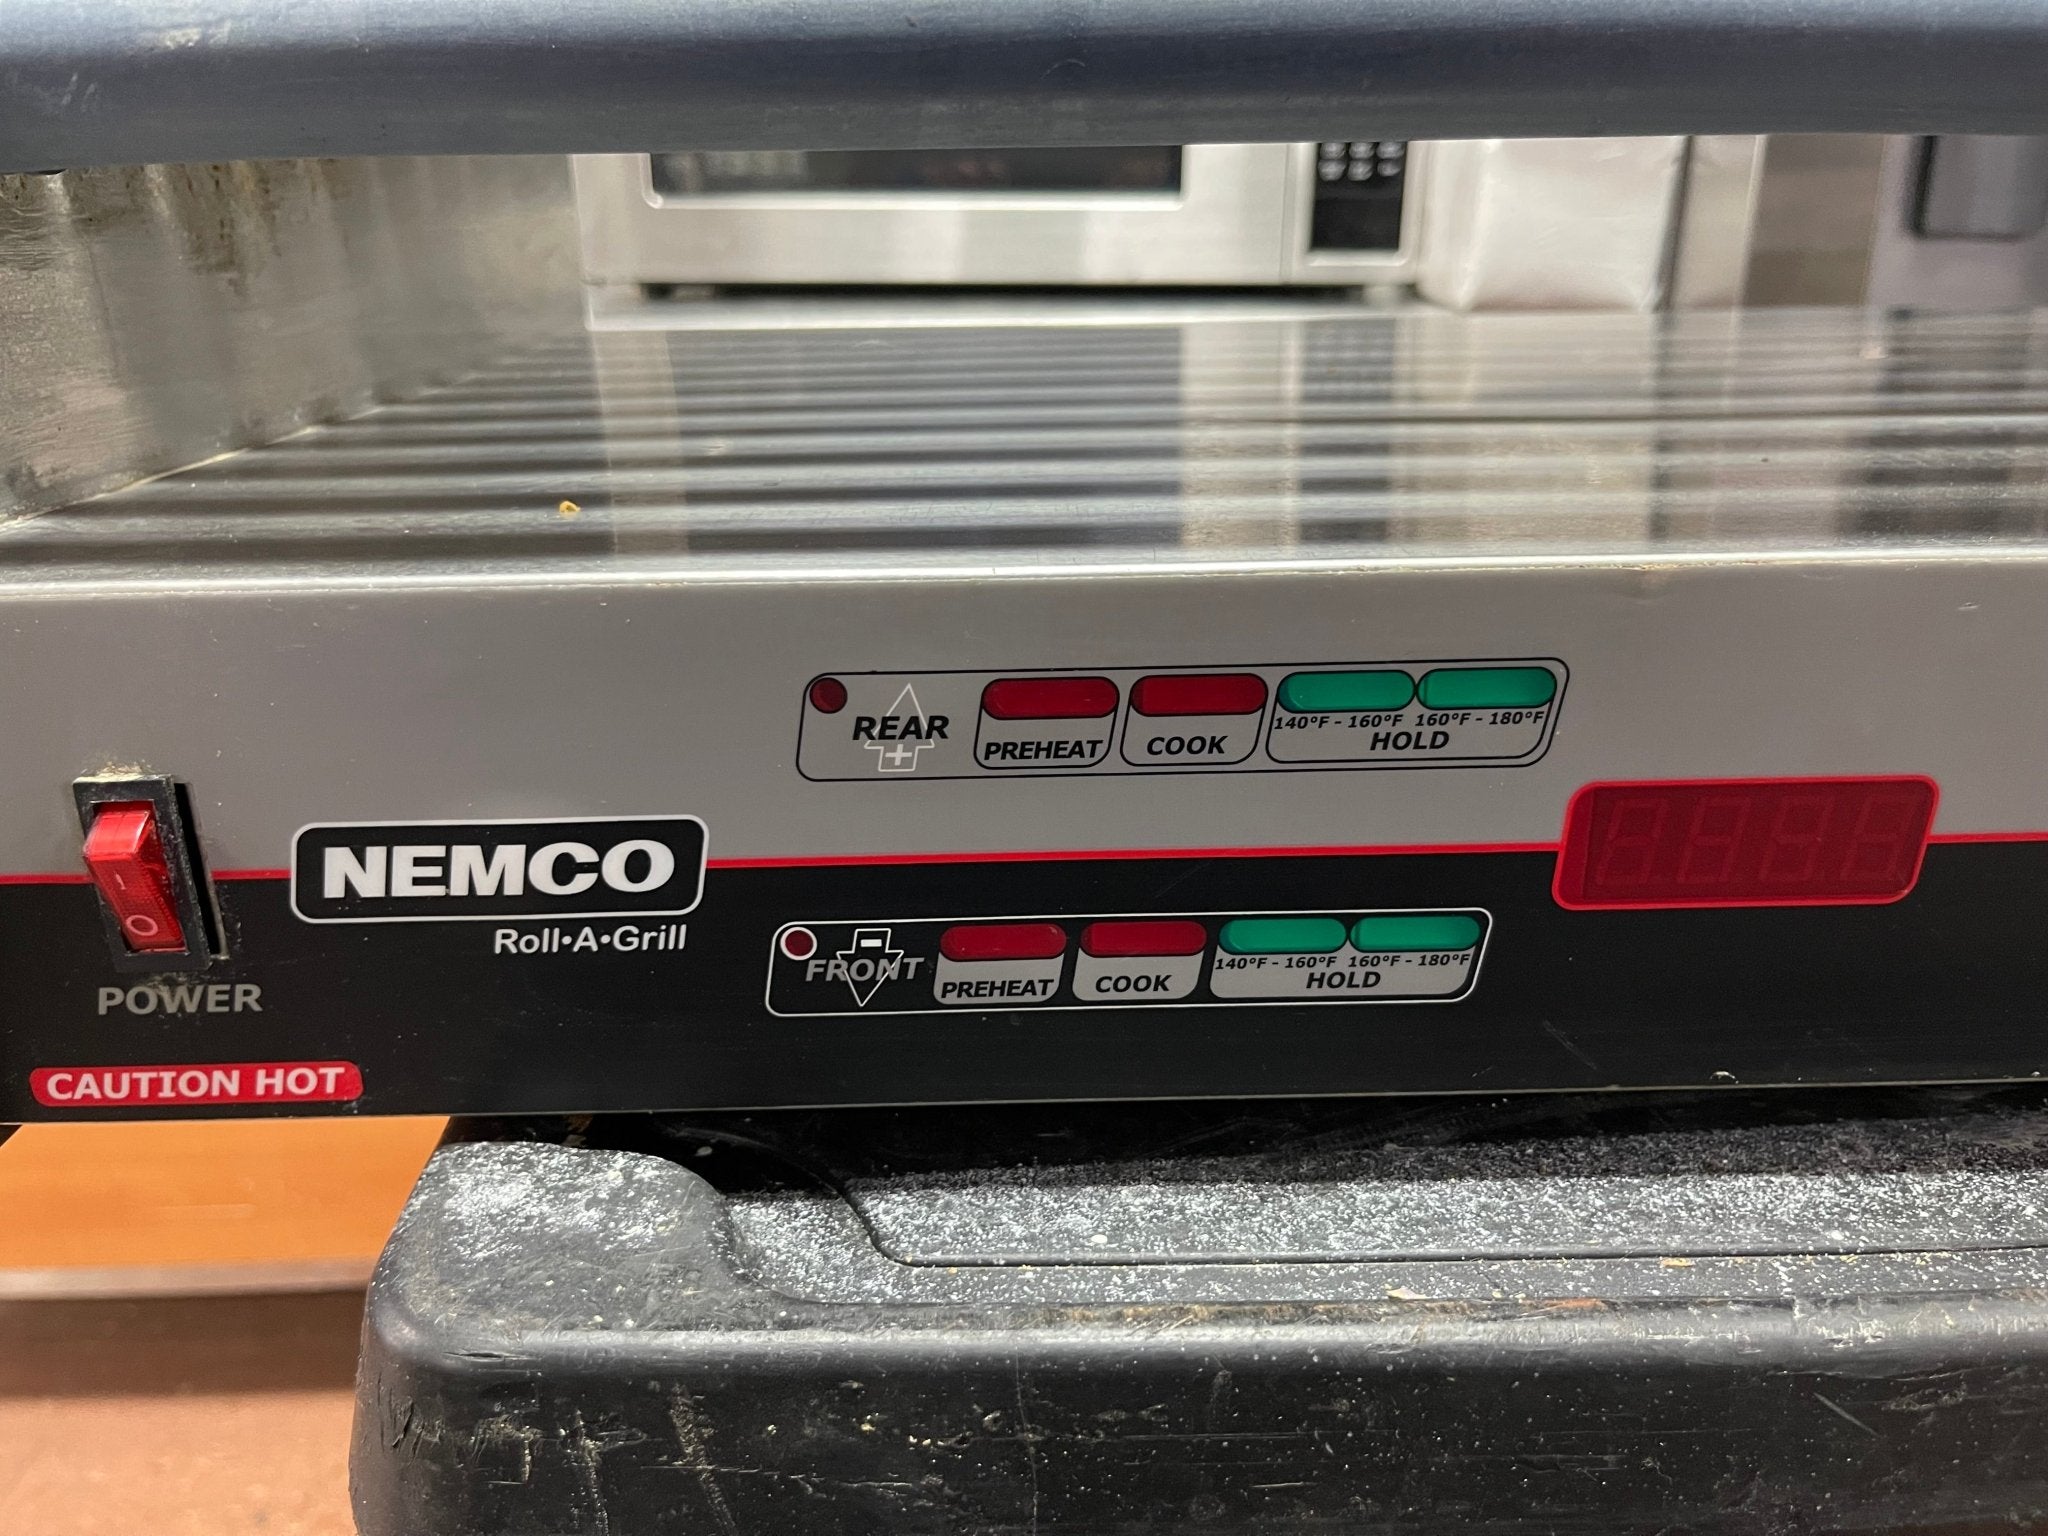 REAR
+
PREHEAT
COOK
140°F - 160°F 160°F - 180°F
HOLD
NEMCO
Roll•A•Grill
-
FRONT
PREHEAT
COOK
140°F - 160°F 160°F - 180°F
HOLD
POWER
CAUTION HOT